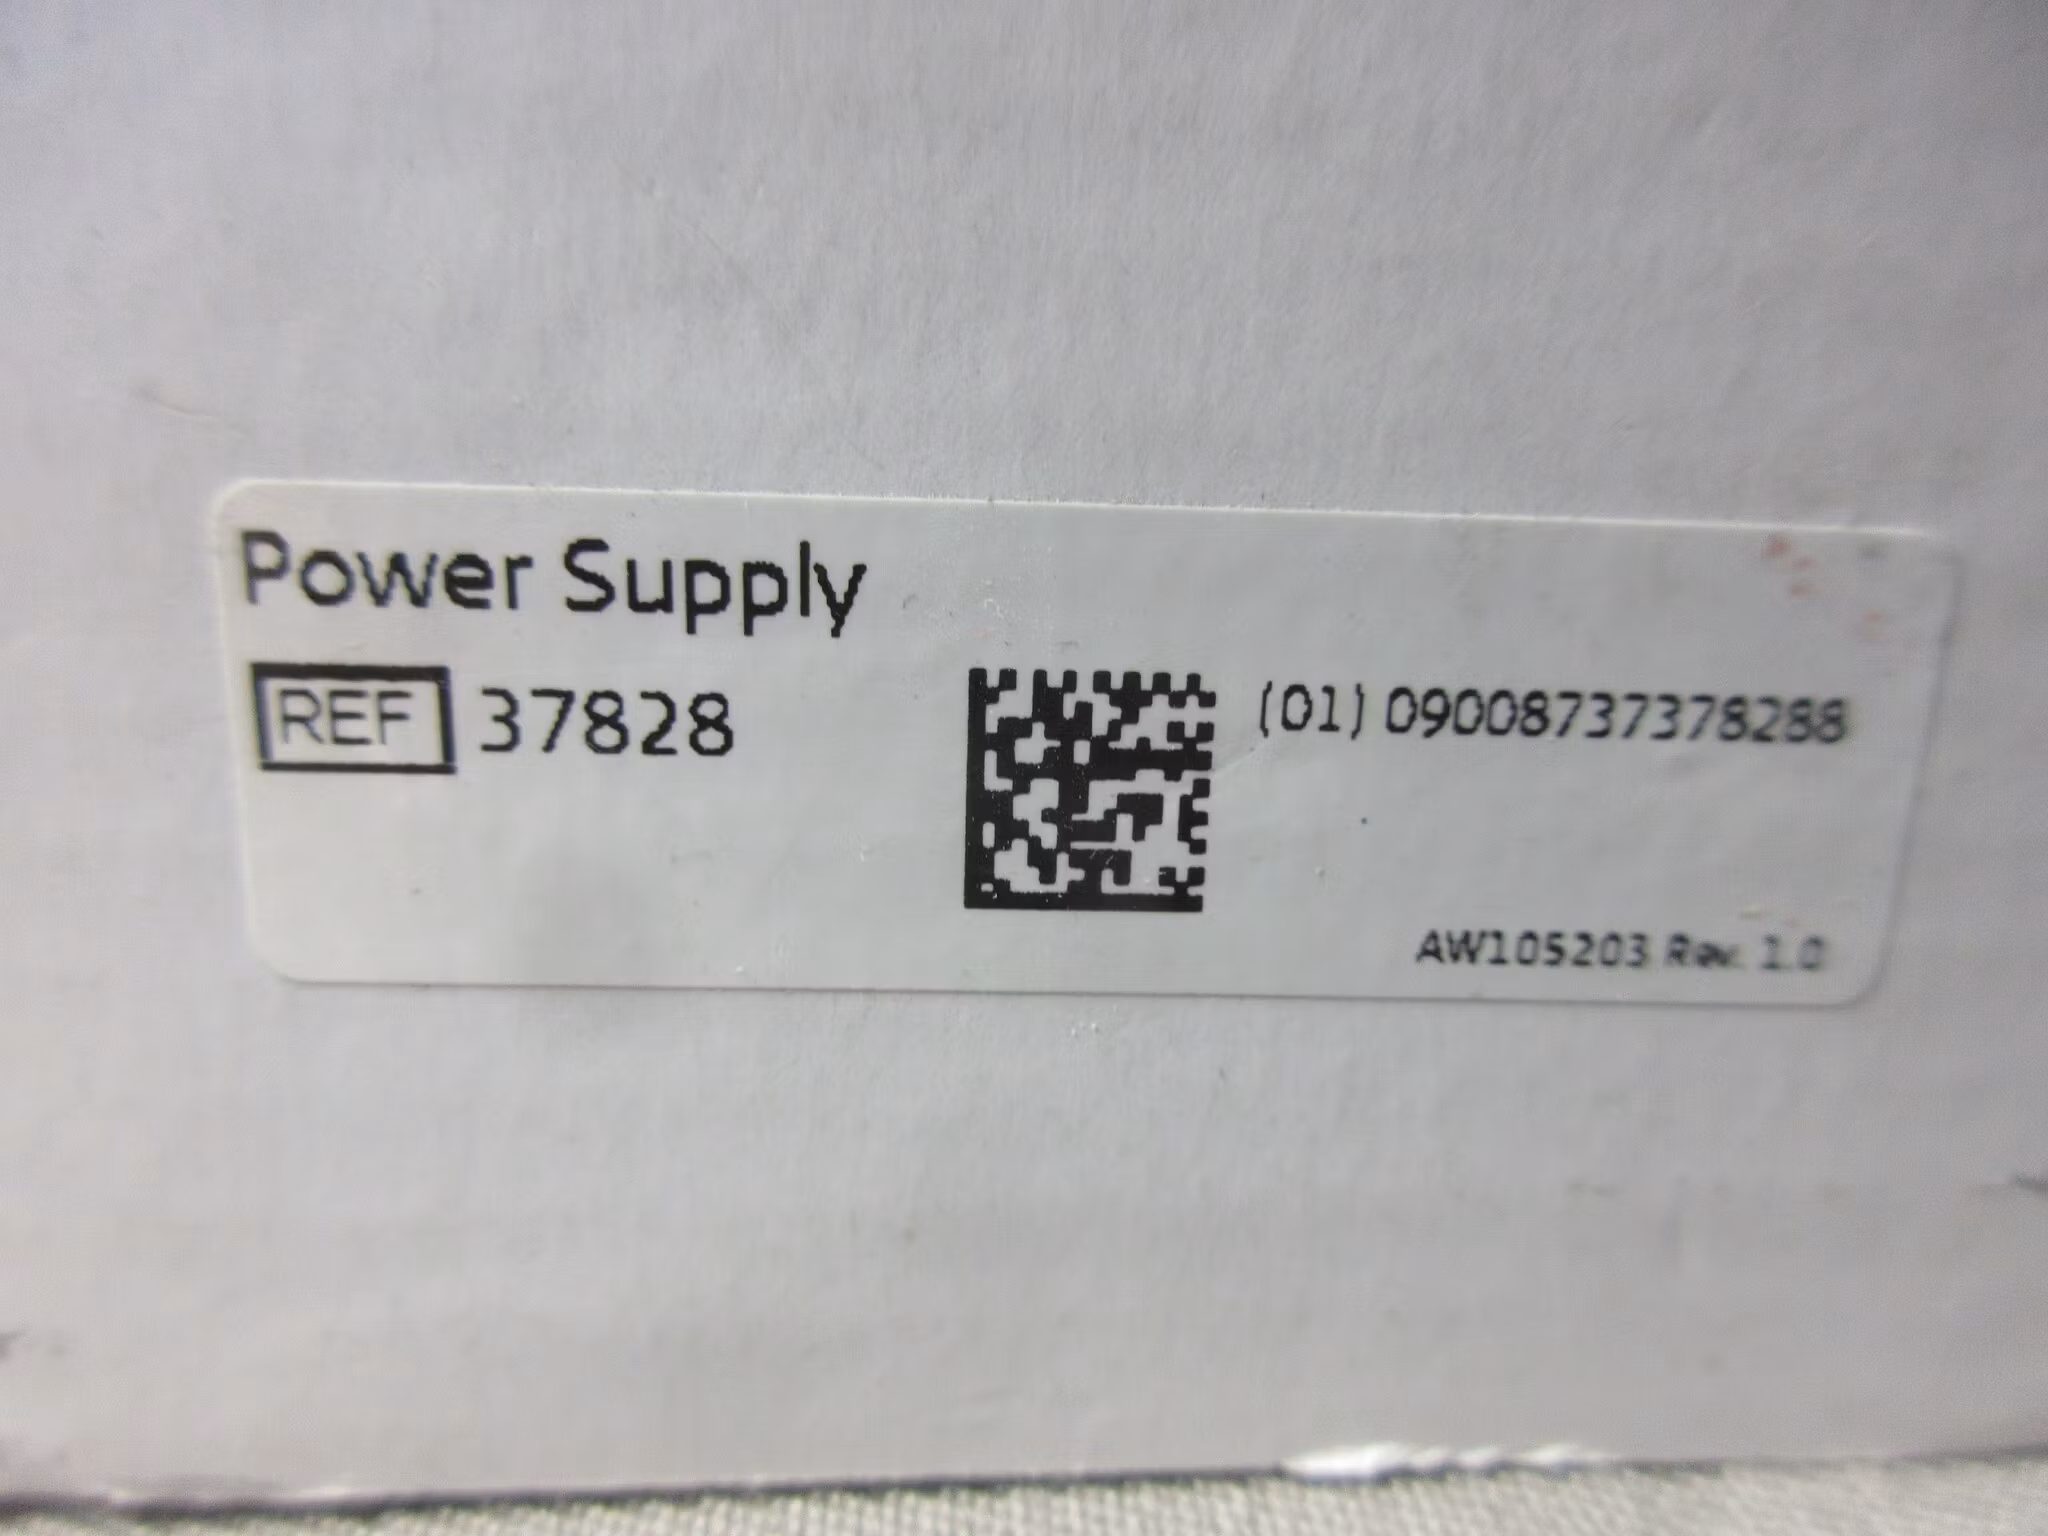 Power Supply
REF 37828
(01) 09008737378288
AW105203 Rev. 1.0